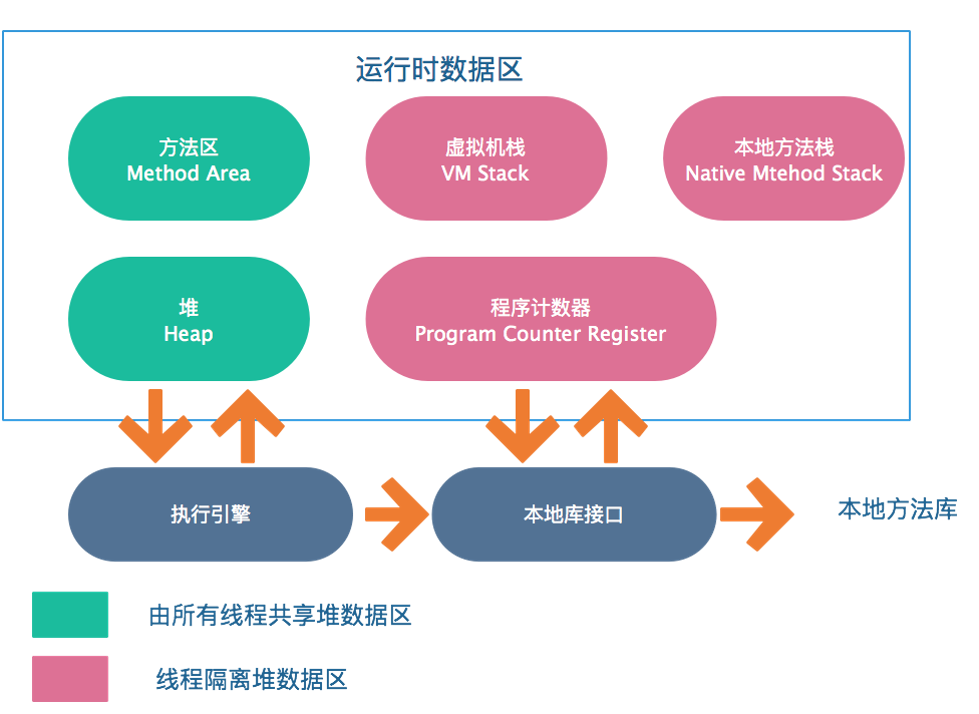 运行时数据区
方法区
Method Area
虚拟机栈
VM Stack
本地方法栈
Native Mtehod Stack
堆
Heap
程序计数器
Program Counter Register
执行引擎
本地库接口
本地方法库
由所有线程共享堆数据区
线程隔离堆数据区